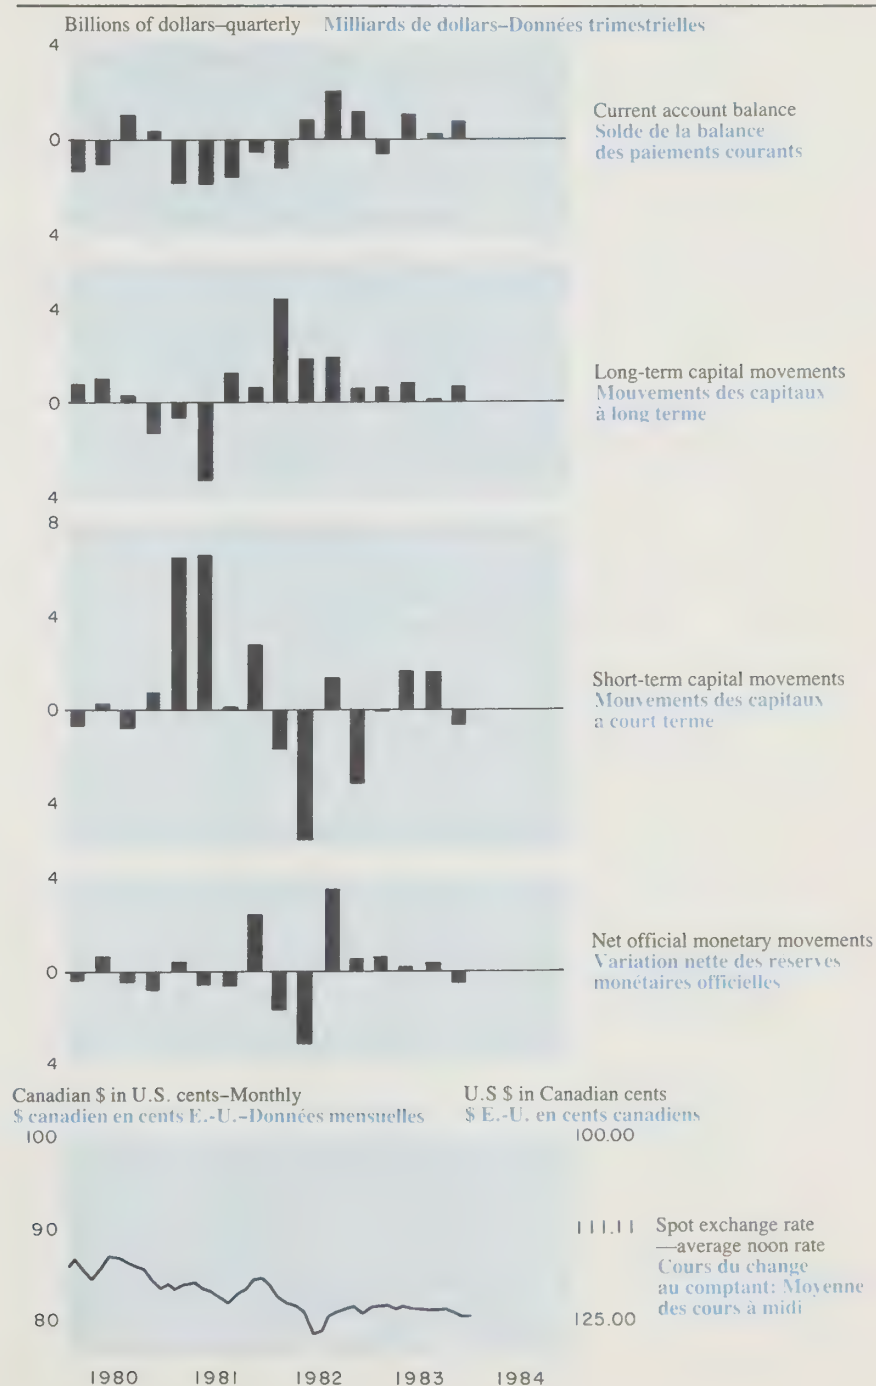 Billions of dollars–quarterly Milliards de dollars–Données trimestrielles
4
0
4
Current account balance
Solde de la balance
des paiements courants
4
0
4
Long-term capital movements
Mouvements des capitaux
à long terme
8
4
0
4
Short-term capital movements
Mouvements des capitaux
a court terme
4
0
4
Net official monetary movements
Variation nette des reserves
monétaires officielles
Canadian $ in U.S. cents–Monthly
$ canadien en cents E.-U.–Données mensuelles
U.S $ in Canadian cents
$ E.-U. en cents canadiens
100
90
80
100.00
111.11
125.00
Spot exchange rate
—average noon rate
Cours du change
au comptant: Moyenne
des cours à midi
1980 1981 1982 1983 1984